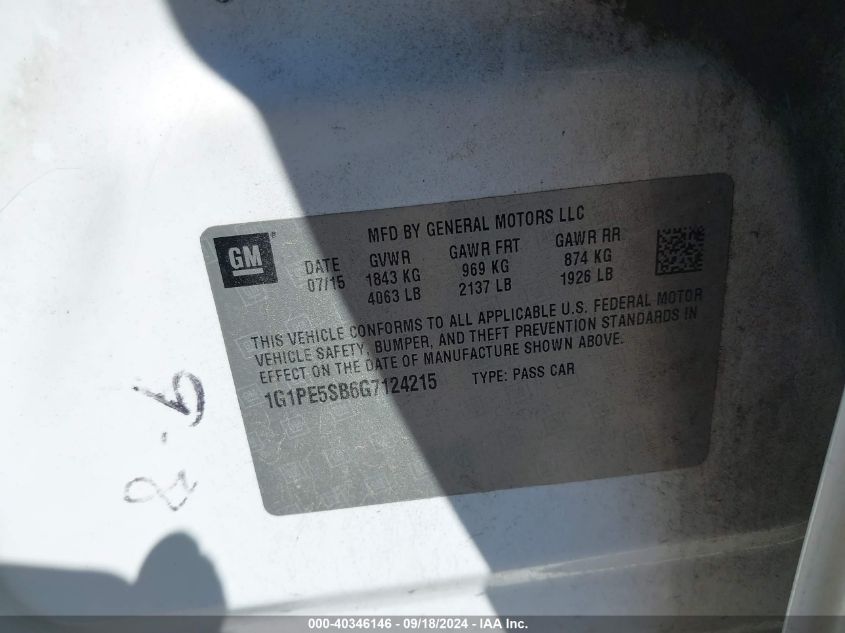 GM
MFD BY GENERAL MOTORS LLC
DATE GVWR GAWR FRT GAWR RR
07/15 1843 KG 969 KG 874 KG
4063 LB 2137 LB 1926 LB
THIS VEHICLE CONFORMS TO ALL APPLICABLE U.S. FEDERAL MOTOR
VEHICLE SAFETY, BUMPER, AND THEFT PREVENTION STANDARDS IN
EFFECT ON THE DATE OF MANUFACTURE SHOWN ABOVE.
1G1PE5SB6G7124215 TYPE: PASS CAR
000-40346146 - 09/18/2024 - IAA Inc.